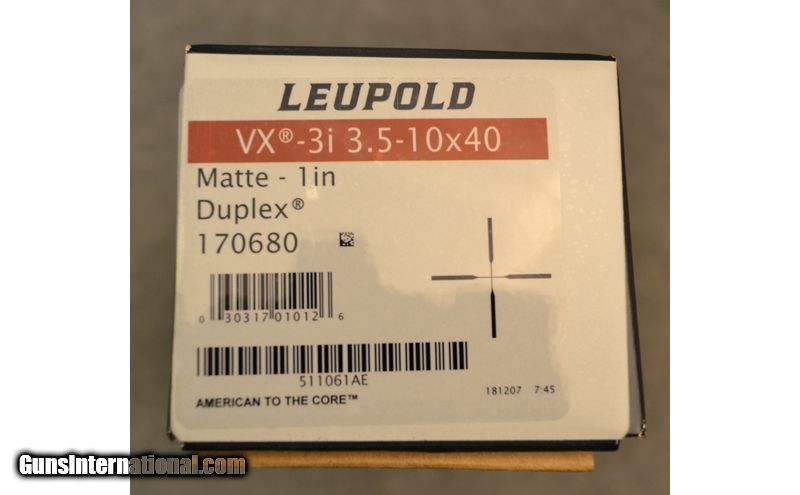 LEUPOLD
VX®-3i 3.5-10x40
Matte - 1in
Duplex®
170680
0 30317 01012 6
511061AE
181207 7:45
AMERICAN TO THE CORE™
GunsInternational.com